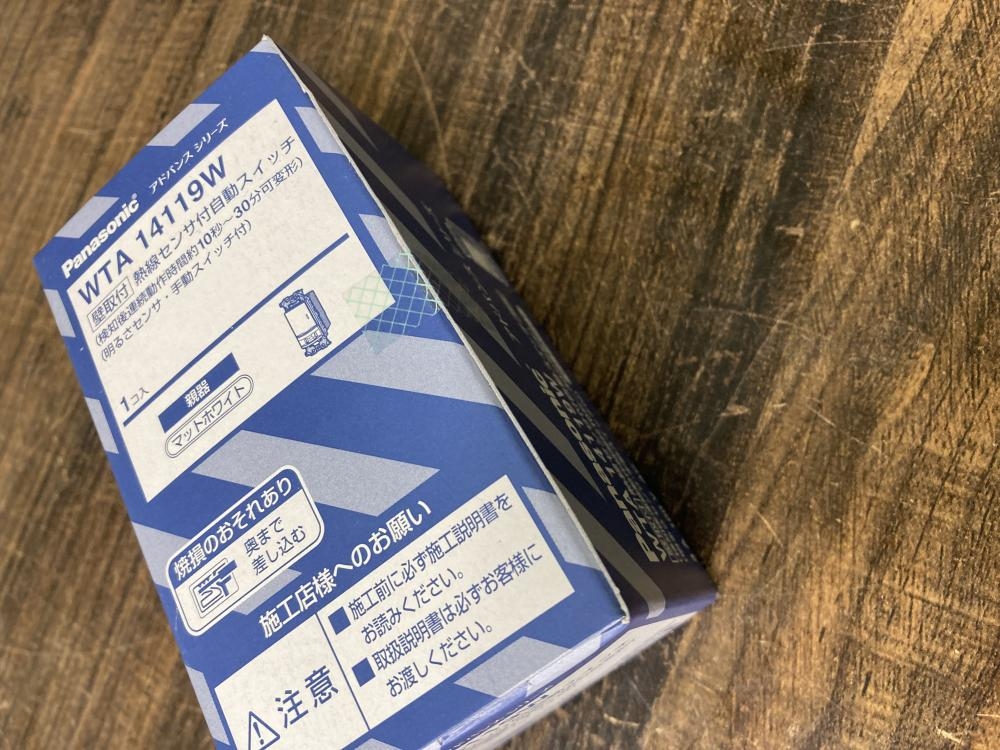 Panasonic® アドバンス シリーズ
WTA 14119W
壁取付 熱線センサ付自動スイッチ
(検知後連続動作時間約10秒～30分可変形)
(明るさセンサ・手動スイッチ付)
1コ入
親器
マットホワイト
焼損のおそれあり
奥まで
差し込む
施工店様へのお願い
注意
■施工前に必ず施工説明書を
お読みください。
■取扱説明書は必ずお客様に
お渡しください。
Panasonic